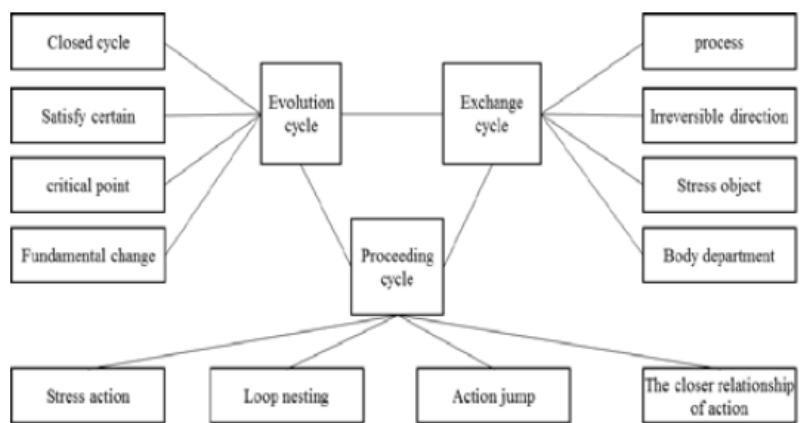 Closed cycle
Satisfy certain
critical point
Fundamental change
Evolution
cycle
Exchange
cycle
process
Irreversible direction
Stress object
Body department
Proceeding
cycle
Stress action
Loop nesting
Action jump
The closer relationship
of action